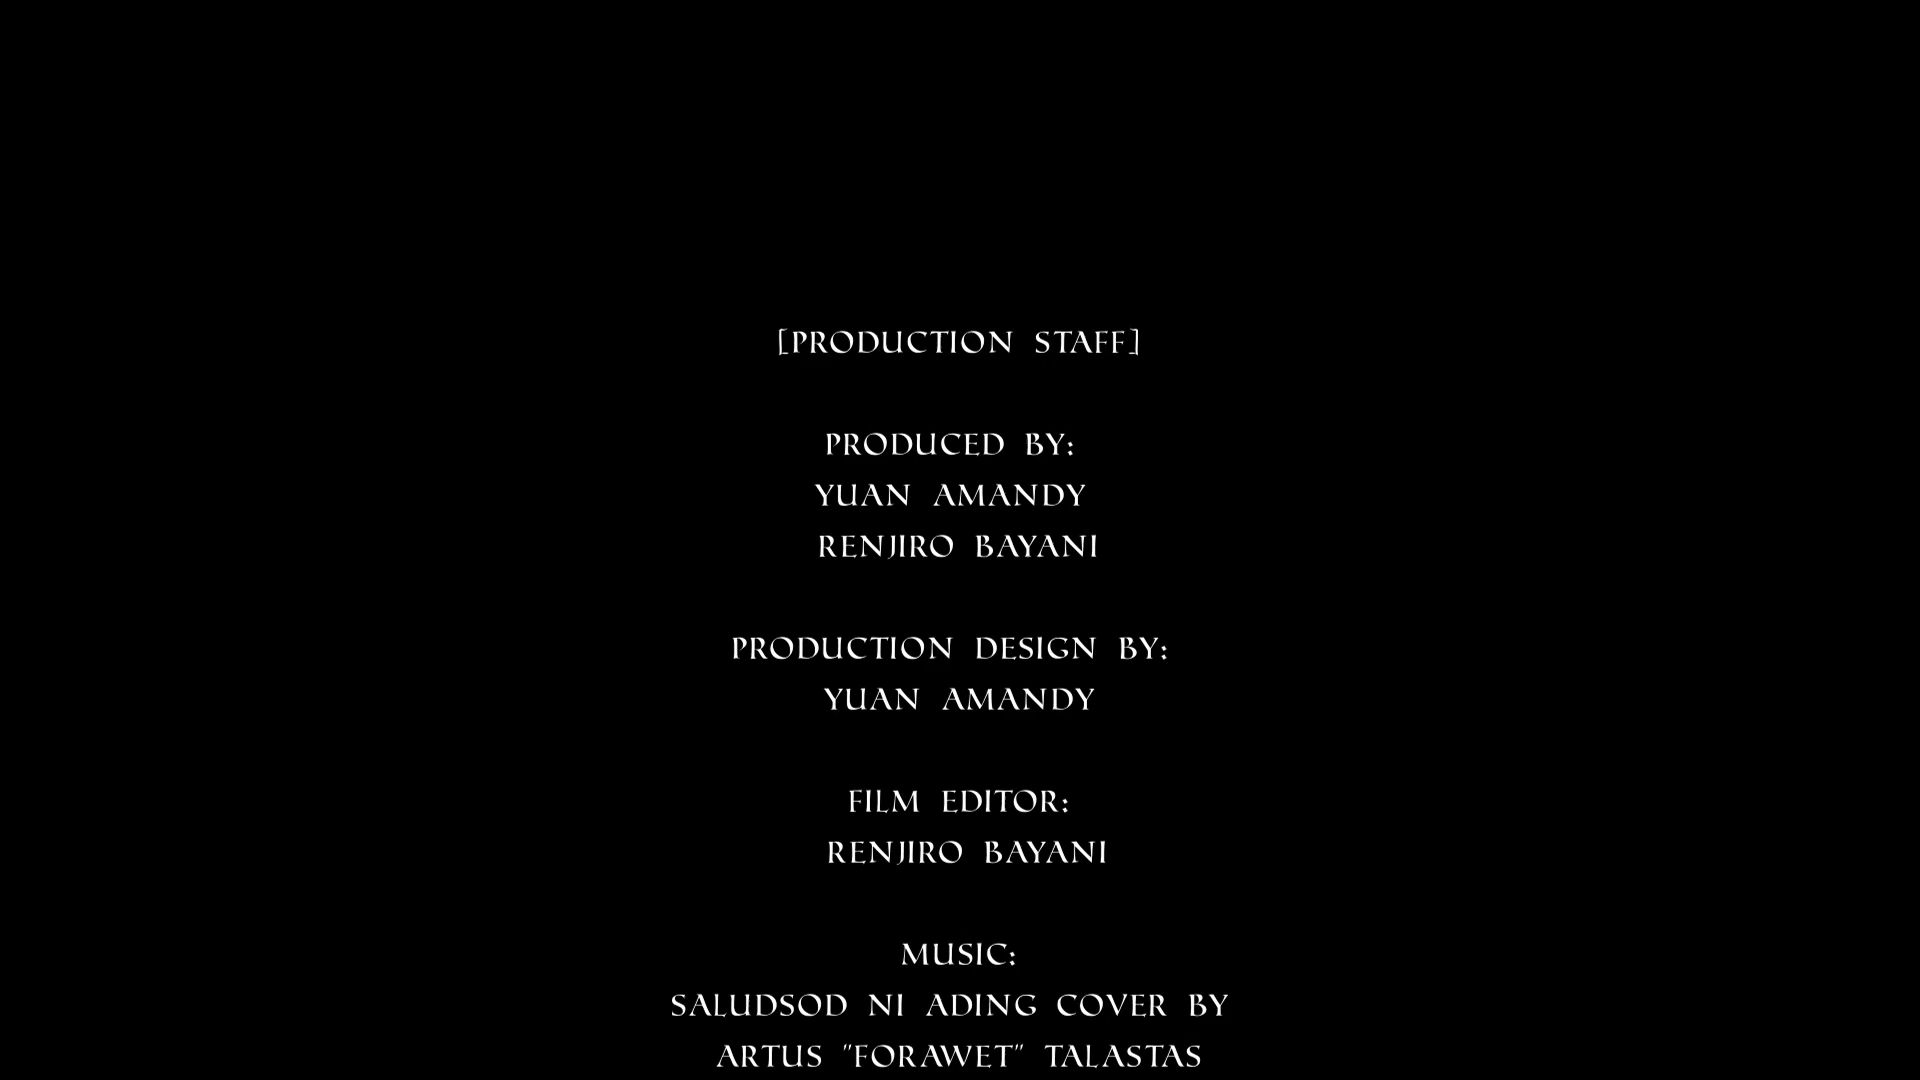 [PRODUCTION STAFF]
PRODUCED BY:
YUAN AMANDY
RENJIRO BAYANI
PRODUCTION DESIGN BY:
YUAN AMANDY
FILM EDITOR:
RENJIRO BAYANI
MUSIC:
SALUDSOD NI ADING COVER BY
ARTUS "FORAWET" TALASTAS